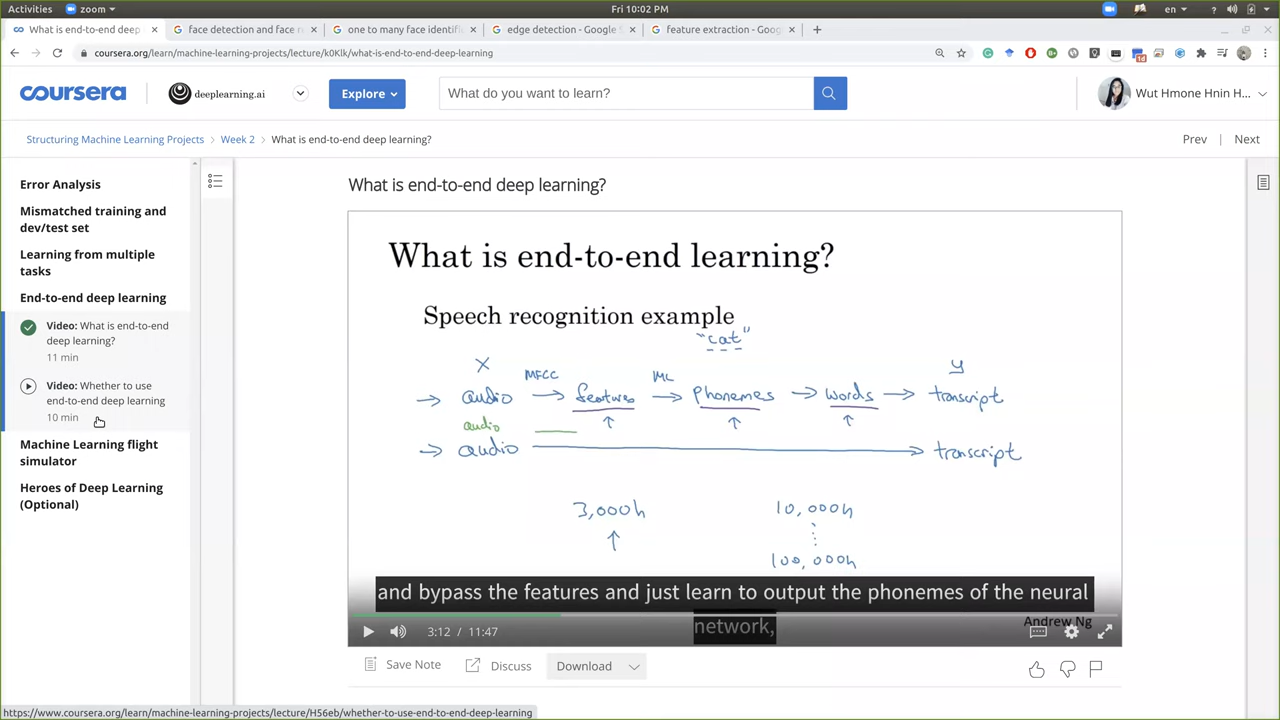 Activities
zoom
Fri 10:02 PM
en
What is end-to-end deep
face detection and face r
one to many face identifi
edge detection - Google S
feature extraction - Goog
coursera.org/learn/machine-learning-projects/lecture/k0Klk/what-is-end-to-end-deep-learning
coursera
deeplearning.ai
Explore
What do you want to learn?
Wut Hmone Hnin H...
Structuring Machine Learning Projects > Week 2 > What is end-to-end deep learning?
Prev | Next
Error Analysis
Mismatched training and
dev/test set
Learning from multiple
tasks
End-to-end deep learning
Video: What is end-to-end
deep learning?
11 min
Video: Whether to use
end-to-end deep learning
10 min
Machine Learning flight
simulator
Heroes of Deep Learning
(Optional)
What is end-to-end deep learning?
What is end-to-end learning?
Speech recognition example
"cat"
X MFCC ML y
→ audio → features → phonemes → words → transcript
audio
→ audio → transcript
3,000h 10,000h
100,000h
and bypass the features and just learn to output the phonemes of the neural
network,
Andrew Ng
3:12 / 11:47
Save Note
Discuss
Download
https://www.coursera.org/learn/machine-learning-projects/lecture/H56eb/whether-to-use-end-to-end-deep-learning